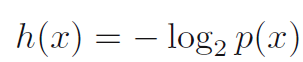 h(x) = − log₂ p(x)